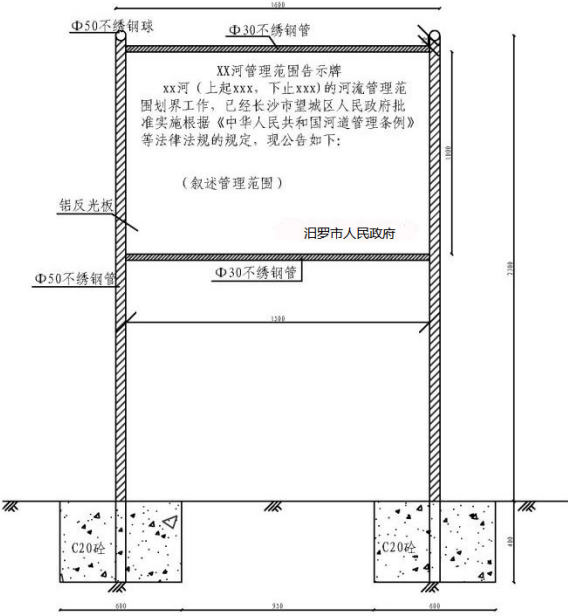 1600
Φ50不锈钢球
Φ30不绣钢管
XX河管理范围告示牌
xx河（上起xxx，下止xxx)的河流管理范
围划界工作，已经长沙市望城区人民政府批
准实施根据《中华人民共和国河道管理条例》
等法律法规的规定，现公告如下：
1000
（叙述管理范围）
铝反光板
汨罗市人民政府
Φ50不绣钢管
Φ30不绣钢管
1500
C20砼
C20砼
400
600
950
600